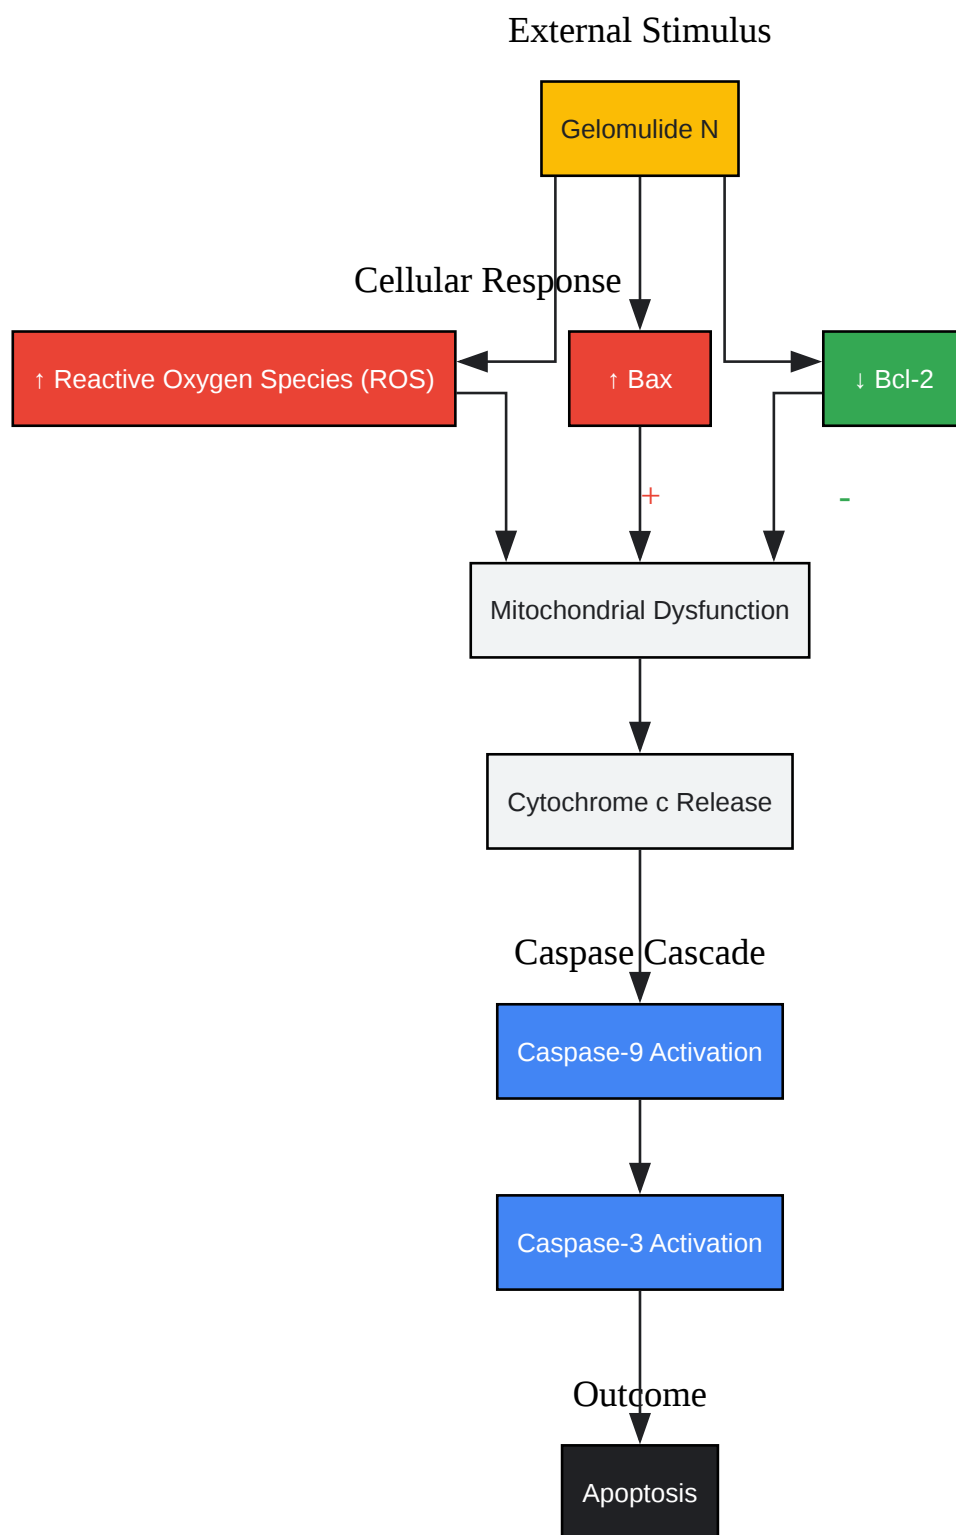 External Stimulus
Gelomulide N
Cellular Response
↑ Reactive Oxygen Species (ROS)
↑ Bax
↓ Bcl-2
+
-
Mitochondrial Dysfunction
Cytochrome c Release
Caspase Cascade
Caspase-9 Activation
Caspase-3 Activation
Outcome
Apoptosis